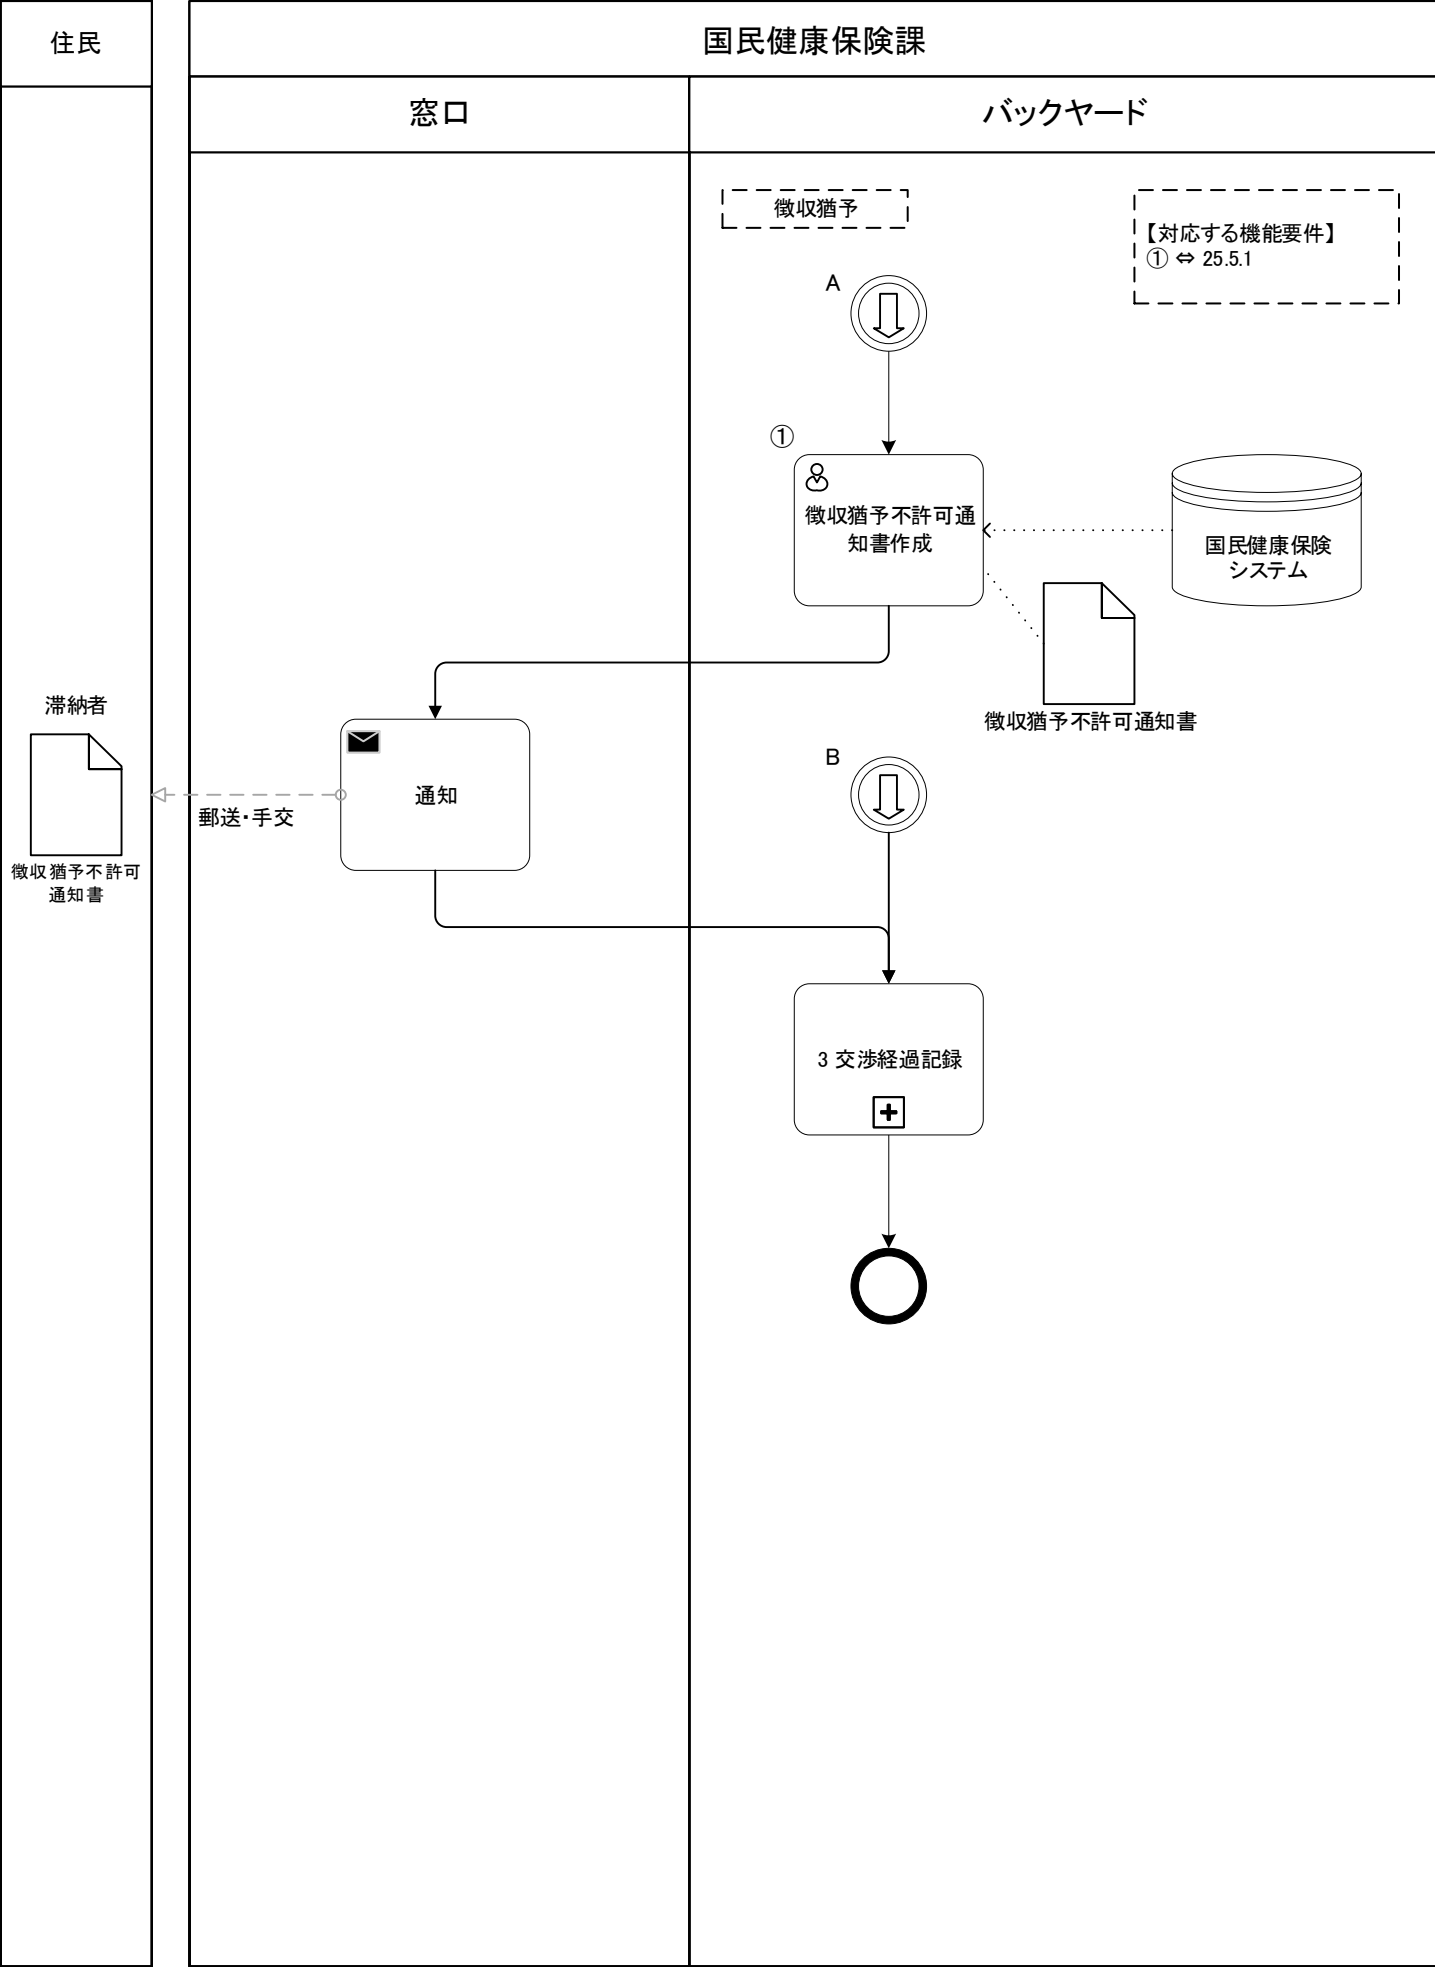 住民
国民健康保険課
窓口
バックヤード
徴収猶予
【対応する機能要件】
① ⇔ 25.5.1
A
①
徴収猶予不許可通
知書作成
国民健康保険
システム
徴収猶予不許可通知書
滞納者
徴収猶予不許可
通知書
郵送・手交
通知
B
3 交渉経過記録